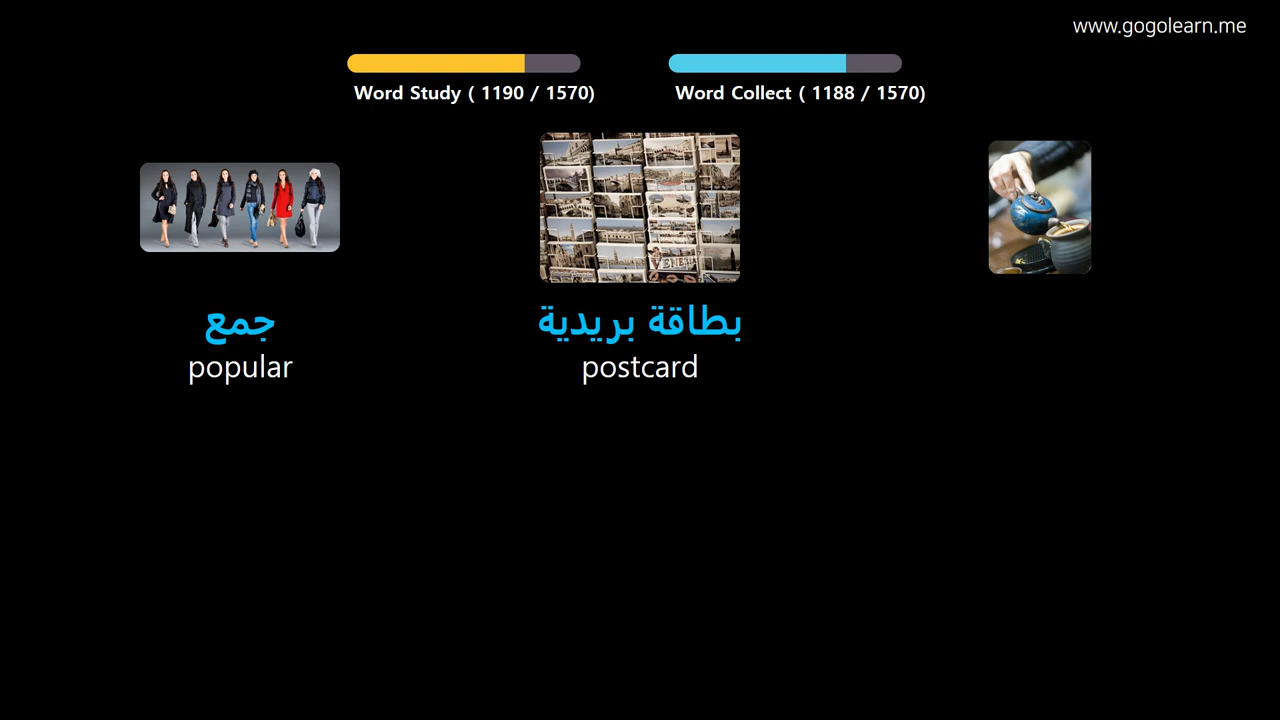 www.gogolearn.me
Word Study ( 1190 / 1570)
Word Collect ( 1188 / 1570)
جمع
popular
بطاقة بريدية
postcard